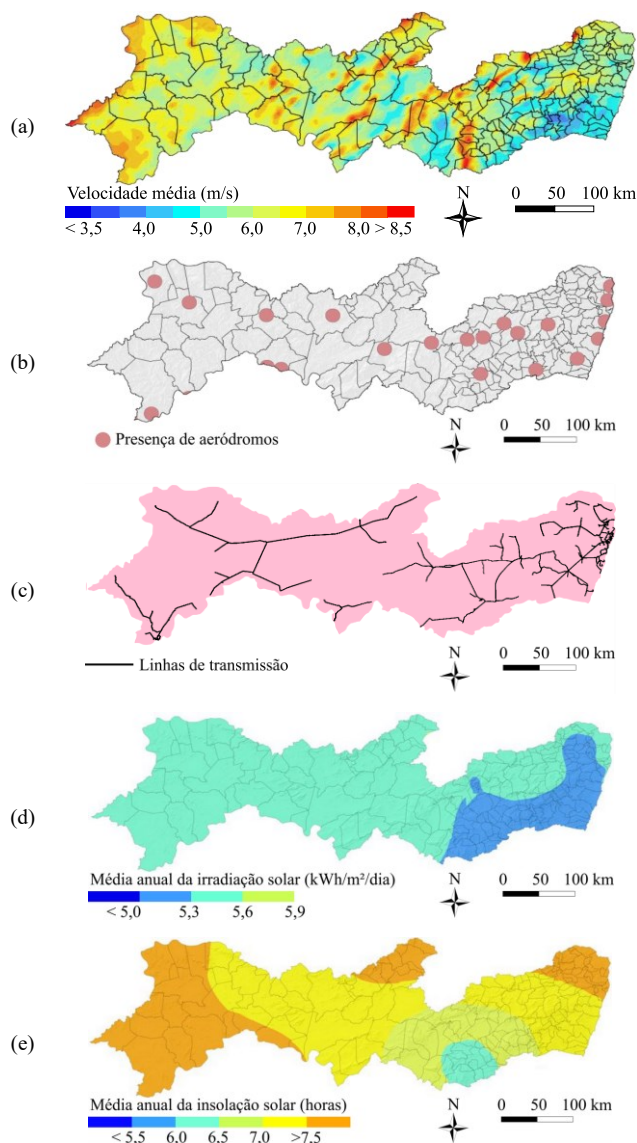 (a)
Velocidade média (m/s)
< 3,5 4,0 5,0 6,0 7,0 8,0 > 8,5
N
0 50 100 km
(b)
Presença de aeródromos
N
0 50 100 km
(c)
Linhas de transmissão
N
0 50 100 km
(d)
Média anual da irradiação solar (kWh/m²/dia)
< 5,0 5,3 5,6 5,9
N
0 50 100 km
(e)
Média anual da insolação solar (horas)
< 5,5 6,0 6,5 7,0 >7,5
N
0 50 100 km